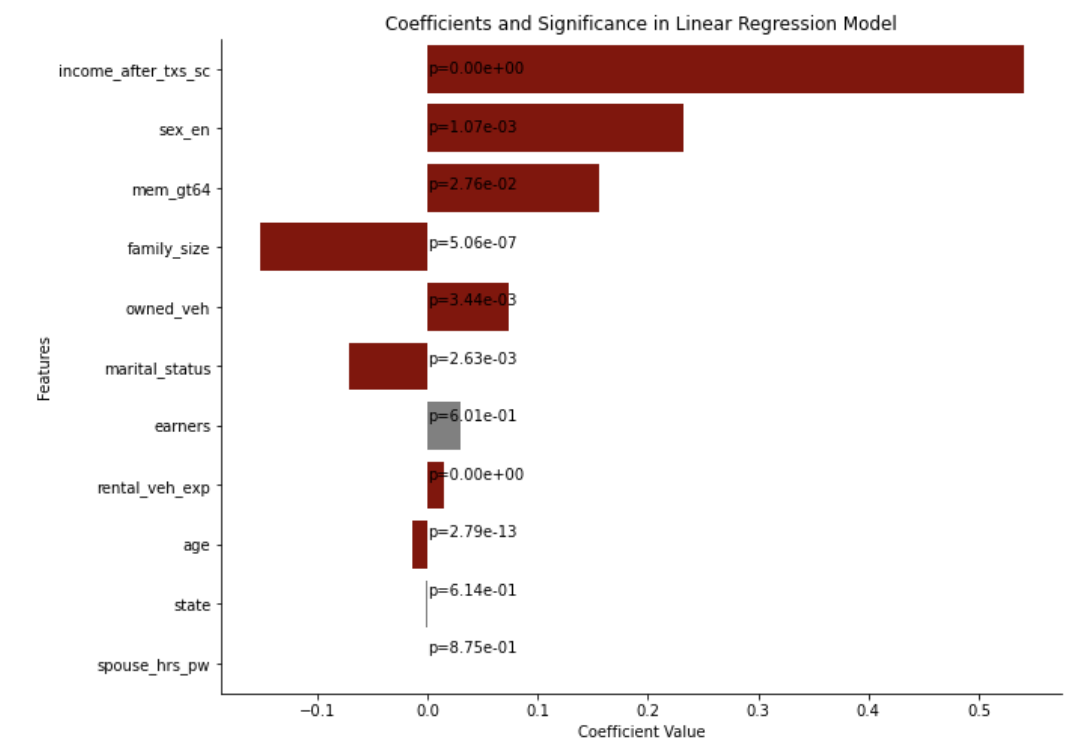 Coefficients and Significance in Linear Regression Model
income_after_txs_sc
p=0.00e+00
sex_en
p=1.07e-03
mem_gt64
p=2.76e-02
family_size
p=5.06e-07
owned_veh
p=3.44e-03
marital_status
p=2.63e-03
earners
p=6.01e-01
rental_veh_exp
p=0.00e+00
age
p=2.79e-13
state
p=6.14e-01
spouse_hrs_pw
p=8.75e-01
Features
−0.1 0.0 0.1 0.2 0.3 0.4 0.5
Coefficient Value